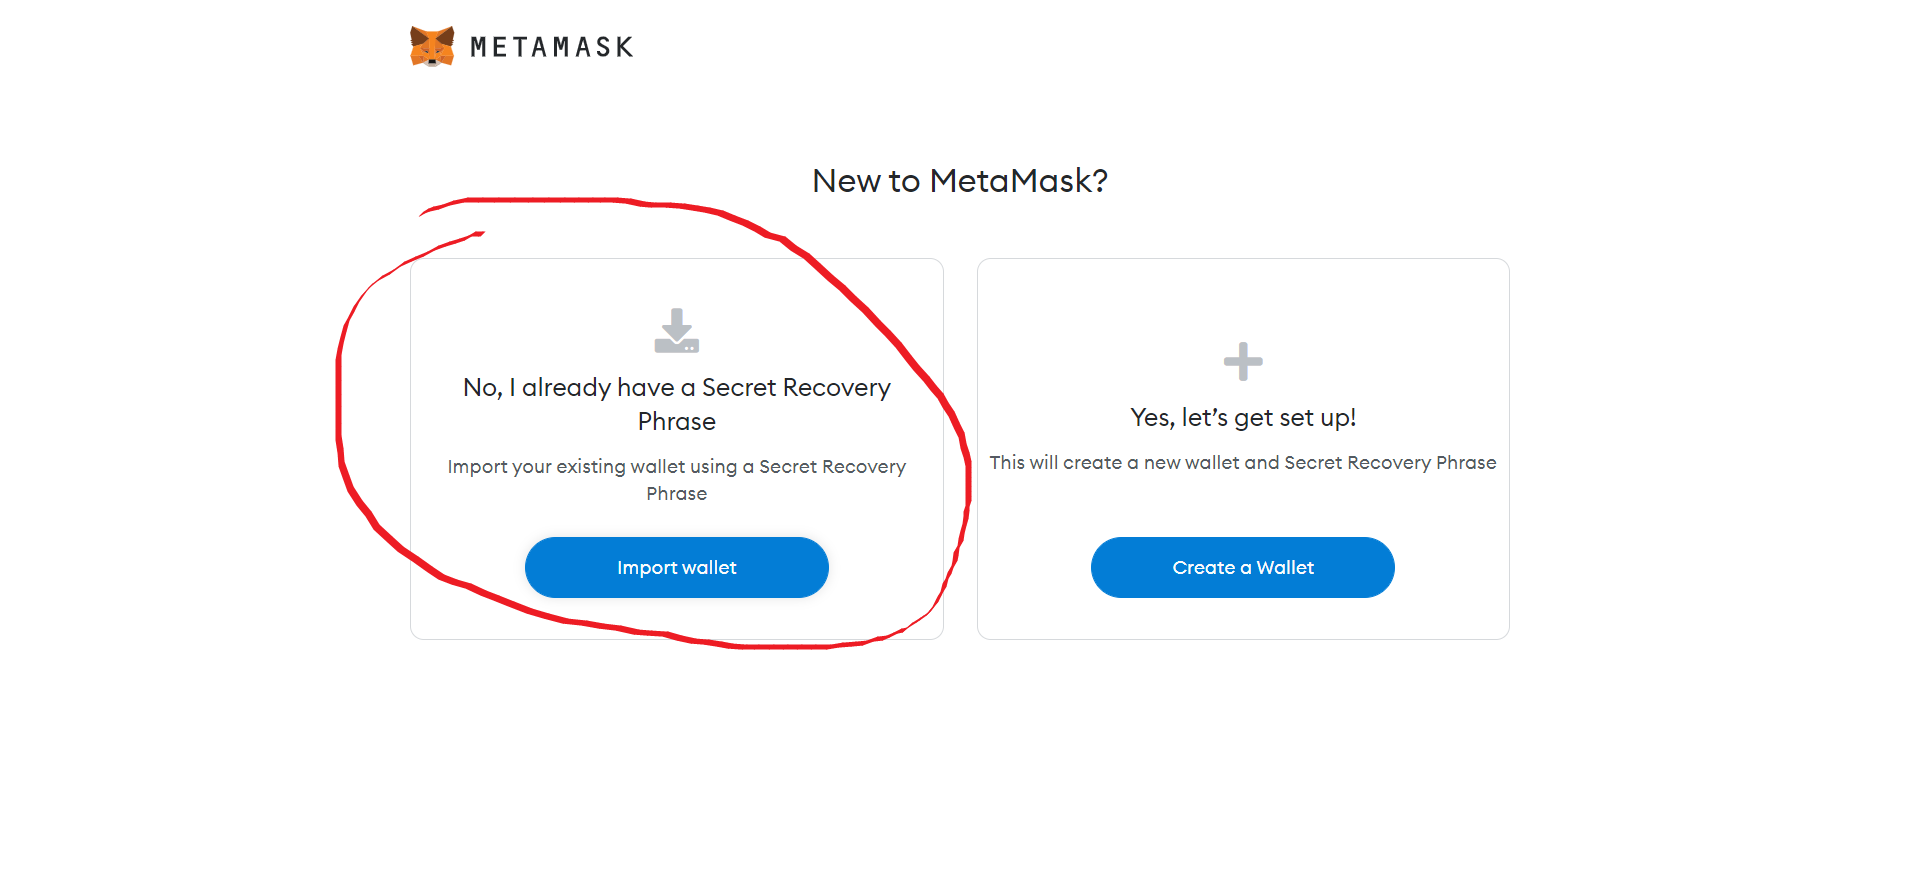 METAMASK
New to MetaMask?
No, I already have a Secret Recovery
Phrase
Import your existing wallet using a Secret Recovery
Phrase
Import wallet
Yes, let’s get set up!
This will create a new wallet and Secret Recovery Phrase
Create a Wallet